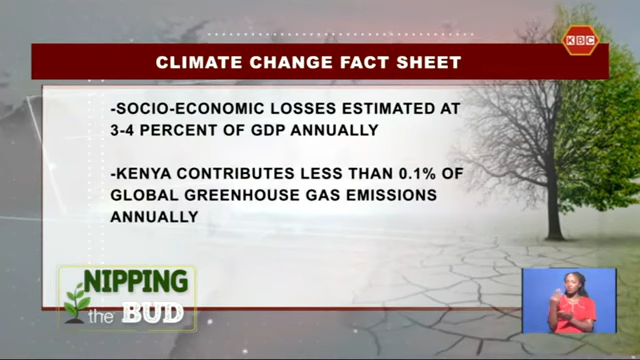 KBC
CLIMATE CHANGE FACT SHEET
-SOCIO-ECONOMIC LOSSES ESTIMATED AT
3-4 PERCENT OF GDP ANNUALLY
-KENYA CONTRIBUTES LESS THAN 0.1% OF
GLOBAL GREENHOUSE GAS EMISSIONS
ANNUALLY
NIPPING
the BUD